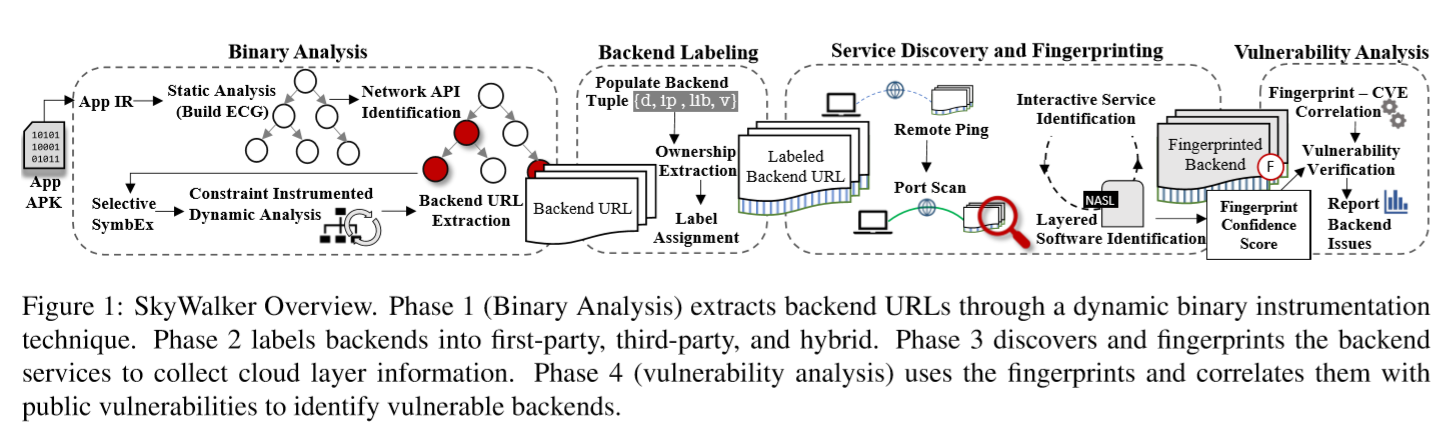 Binary Analysis
Backend Labeling
Service Discovery and Fingerprinting
Vulnerability Analysis
10101
10001
01011
App
APK
App IR
Static Analysis
(Build ECG)
Network API
Identification
Selective
SymbEx
Constraint Instrumented
Dynamic Analysis
Backend URL
Extraction
Backend URL
Populate Backend
Tuple {d, ip , lib, v}
Ownership
Extraction
Label
Assignment
Labeled
Backend URL
Remote Ping
Port Scan
Interactive Service
Identification
NASL
Layered
Software Identification
Fingerprinted
Backend
F
Fingerprint
Confidence
Score
Fingerprint – CVE
Correlation
Vulnerability
Verification
Report
Backend
Issues
Figure 1: SkyWalker Overview. Phase 1 (Binary Analysis) extracts backend URLs through a dynamic binary instrumentation
technique. Phase 2 labels backends into first-party, third-party, and hybrid. Phase 3 discovers and fingerprints the backend
services to collect cloud layer information. Phase 4 (vulnerability analysis) uses the fingerprints and correlates them with
public vulnerabilities to identify vulnerable backends.